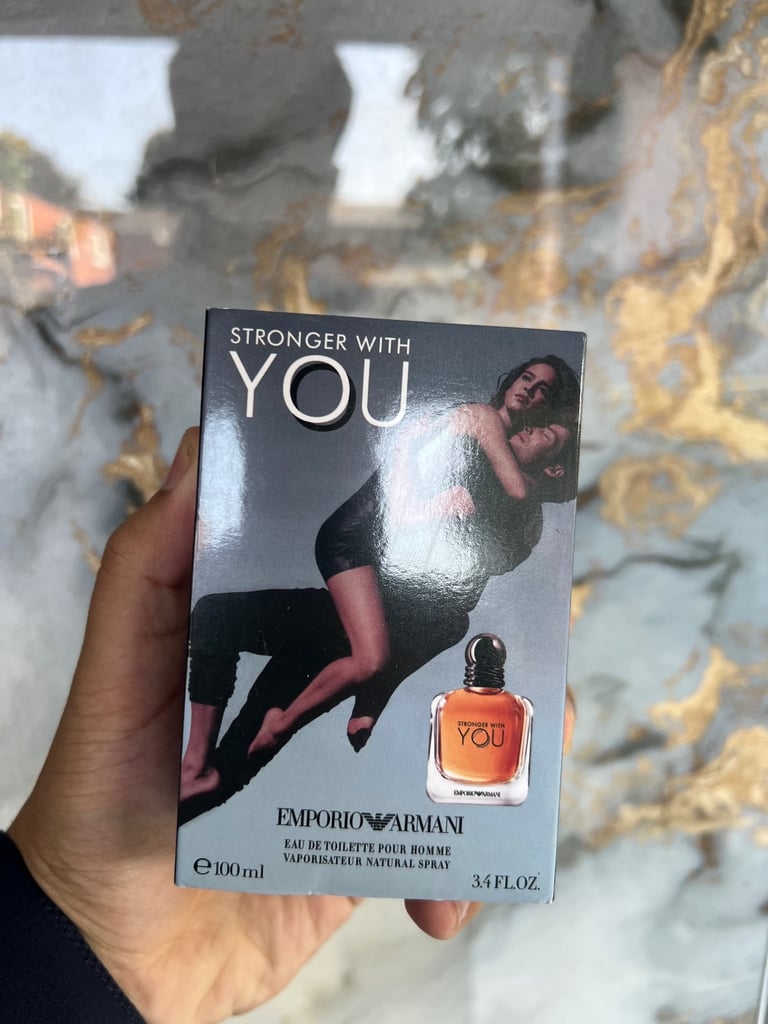 STRONGER WITH
YOU
STRONGER WITH
YOU
EMPORIO ARMANI
EMPORIO ARMANI
EAU DE TOILETTE POUR HOMME
VAPORISATEUR NATURAL SPRAY
e100ml
3.4 FL.OZ.